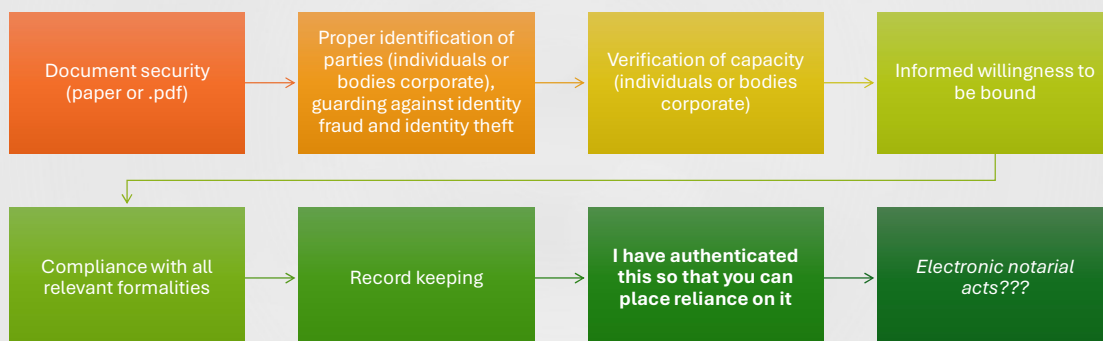 Document security
(paper or .pdf)
Proper identification of
parties (individuals or
bodies corporate),
guarding against identity
fraud and identity theft
Verification of capacity
(individuals or bodies
corporate)
Informed willingness to
be bound
Compliance with all
relevant formalities
Record keeping
I have authenticated
this so that you can
place reliance on it
Electronic notarial
acts???